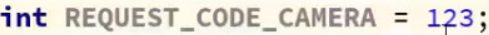 int REQUEST_CODE_CAMERA = 123;